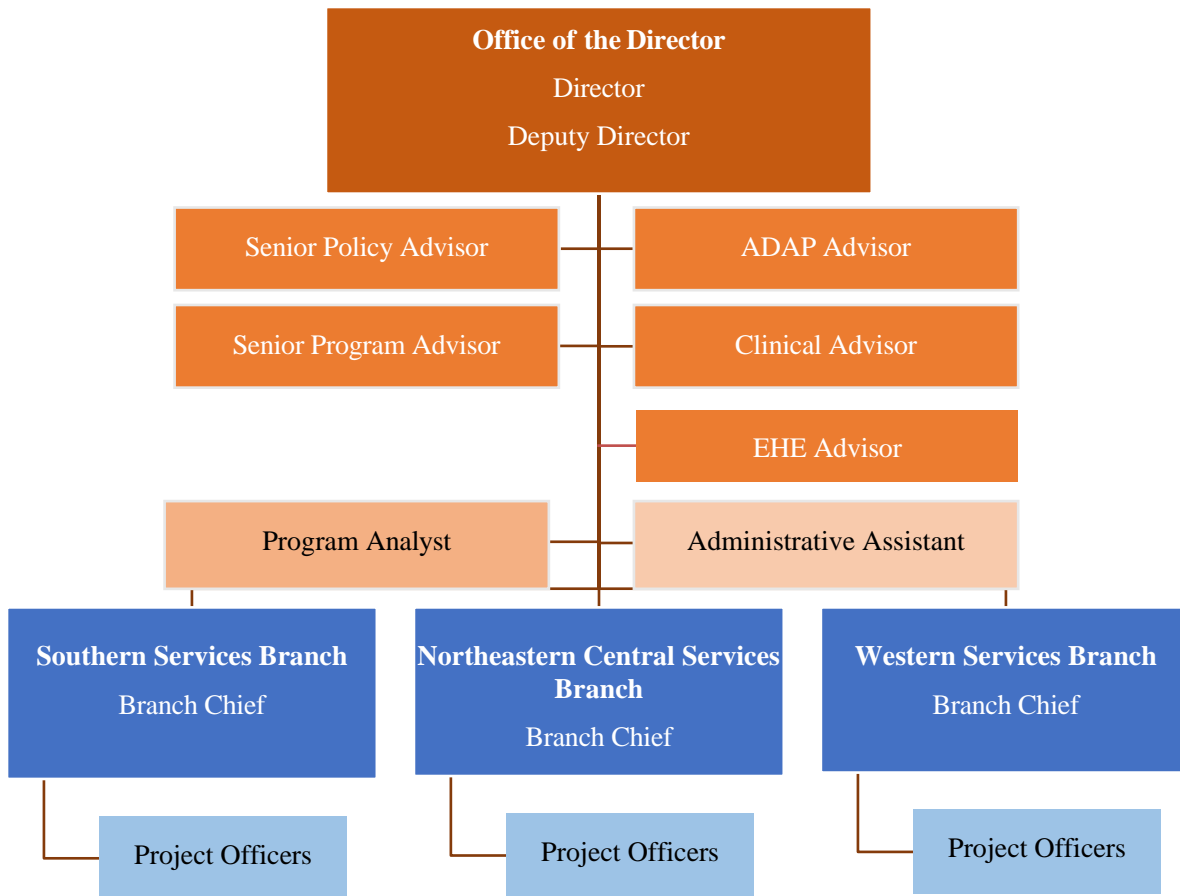 Office of the Director
Director
Deputy Director
Senior Policy Advisor
ADAP Advisor
Senior Program Advisor
Clinical Advisor
EHE Advisor
Program Analyst
Administrative Assistant
Southern Services Branch
Branch Chief
Northeastern Central Services
Branch
Branch Chief
Western Services Branch
Branch Chief
Project Officers
Project Officers
Project Officers